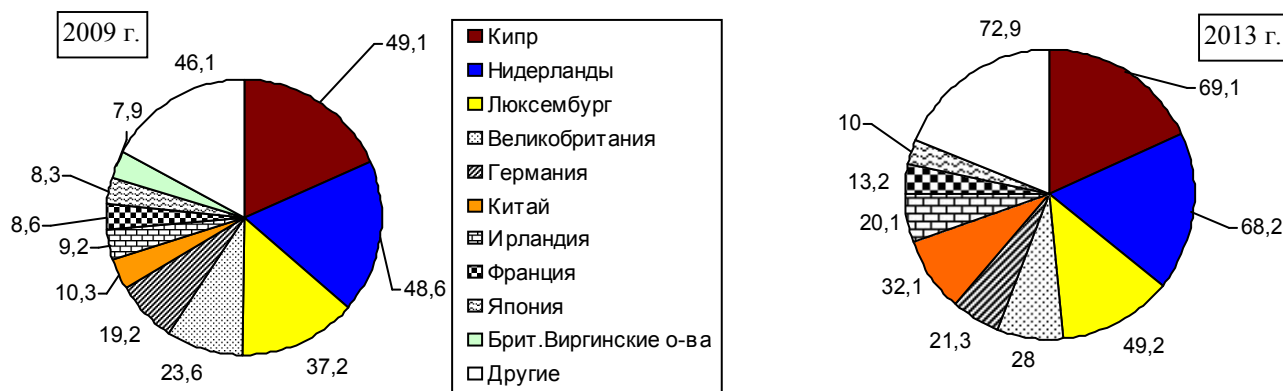 2009 г.
49,1
48,6
37,2
23,6
19,2
10,3
9,2
8,6
8,3
7,9
46,1
Кипр
Нидерланды
Люксембург
Великобритания
Германия
Китай
Ирландия
Франция
Япония
Брит.Виргинские о-ва
Другие
2013 г.
69,1
68,2
49,2
28
21,3
32,1
20,1
13,2
10
72,9